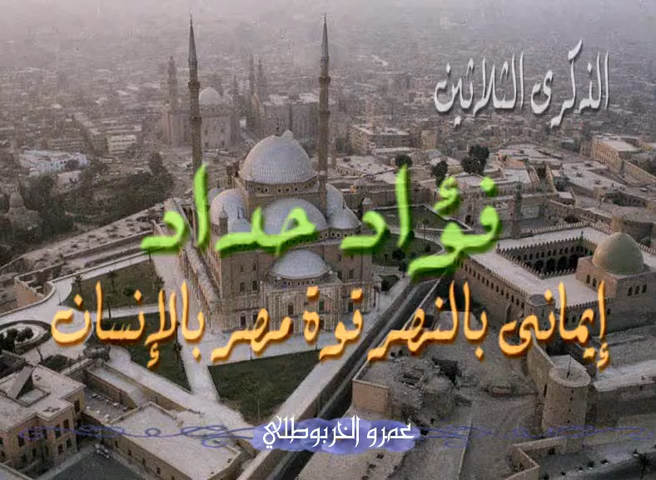 الذكرى الثلاثين
فؤاد حداد
إيمانى بالنصر قوة مصر بالإنسان
عمرو الخربوطلي